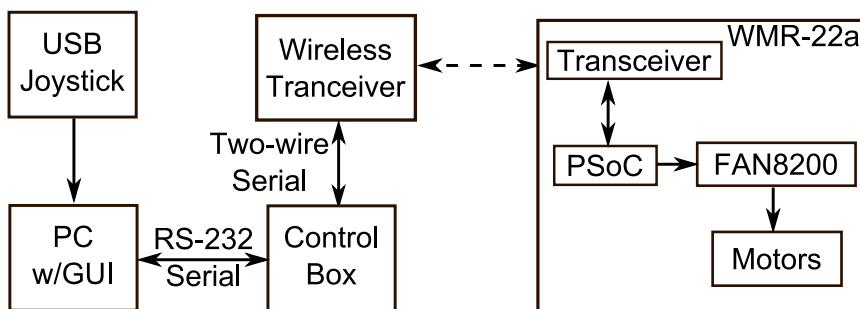 USB
Joystick
Wireless
Tranceiver
WMR-22a
Transceiver
Two-wire
Serial
PSoC
FAN8200
PC
w/GUI
RS-232
Serial
Control
Box
Motors